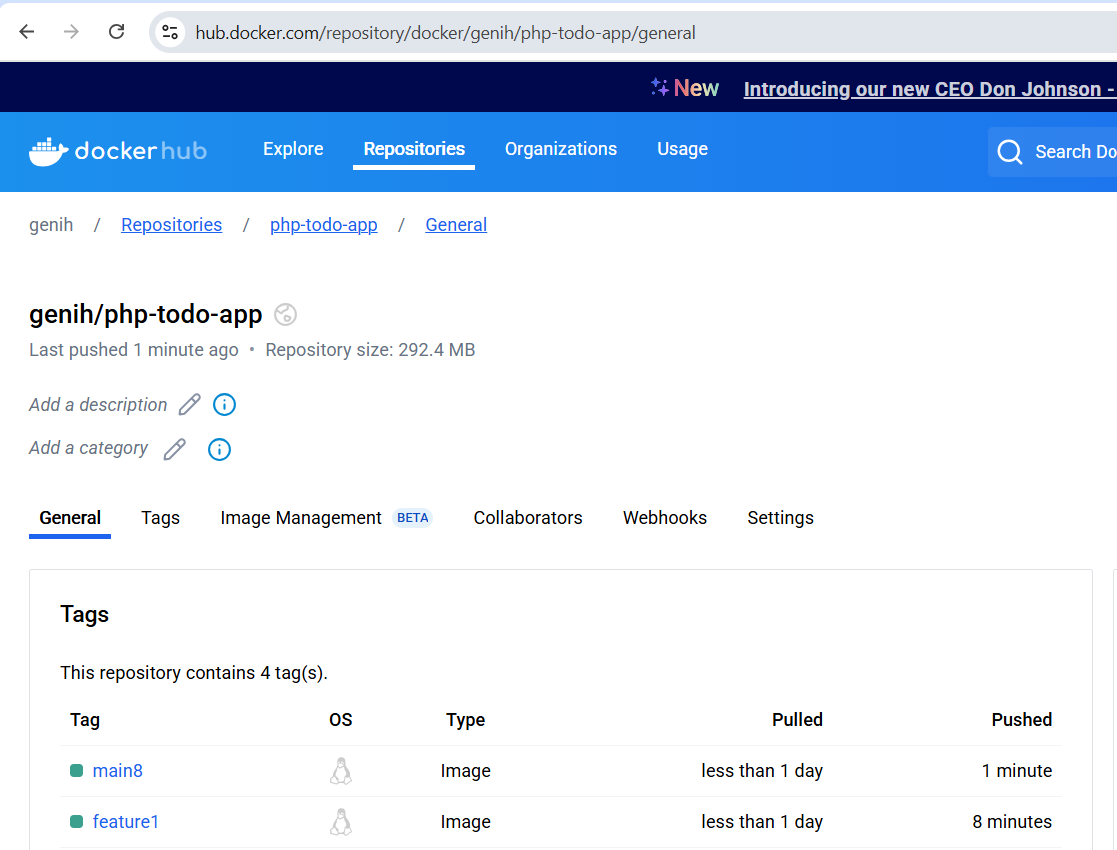 hub.docker.com/repository/docker/genih/php-todo-app/general
New Introducing our new CEO Don Johnson -
docker hub Explore Repositories Organizations Usage Search Do
genih / Repositories / php-todo-app / General
genih/php-todo-app
Last pushed 1 minute ago • Repository size: 292.4 MB
Add a description
Add a category
General Tags Image Management BETA Collaborators Webhooks Settings
Tags
This repository contains 4 tag(s).
Tag OS Type Pulled Pushed
main8 Image less than 1 day 1 minute
feature1 Image less than 1 day 8 minutes